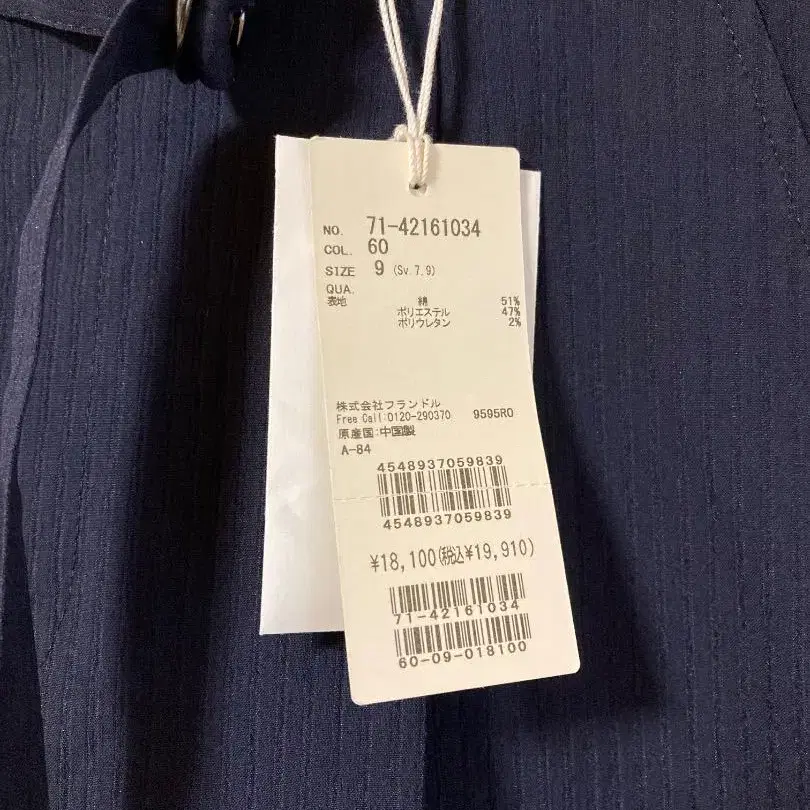 NO. 71-42161034
COL. 60
SIZE 9 (Sv.7.9)
QUA.
表地 綿 51%
ポリエステル 47%
ポリウレタン 2%
株式会社フランドル
Free Call:0120-290370 9595R0
原産国:中国製
A-84
4548937059839
4548937059839
¥18,100(税込¥19,910)
71-42161034
60-09-018100